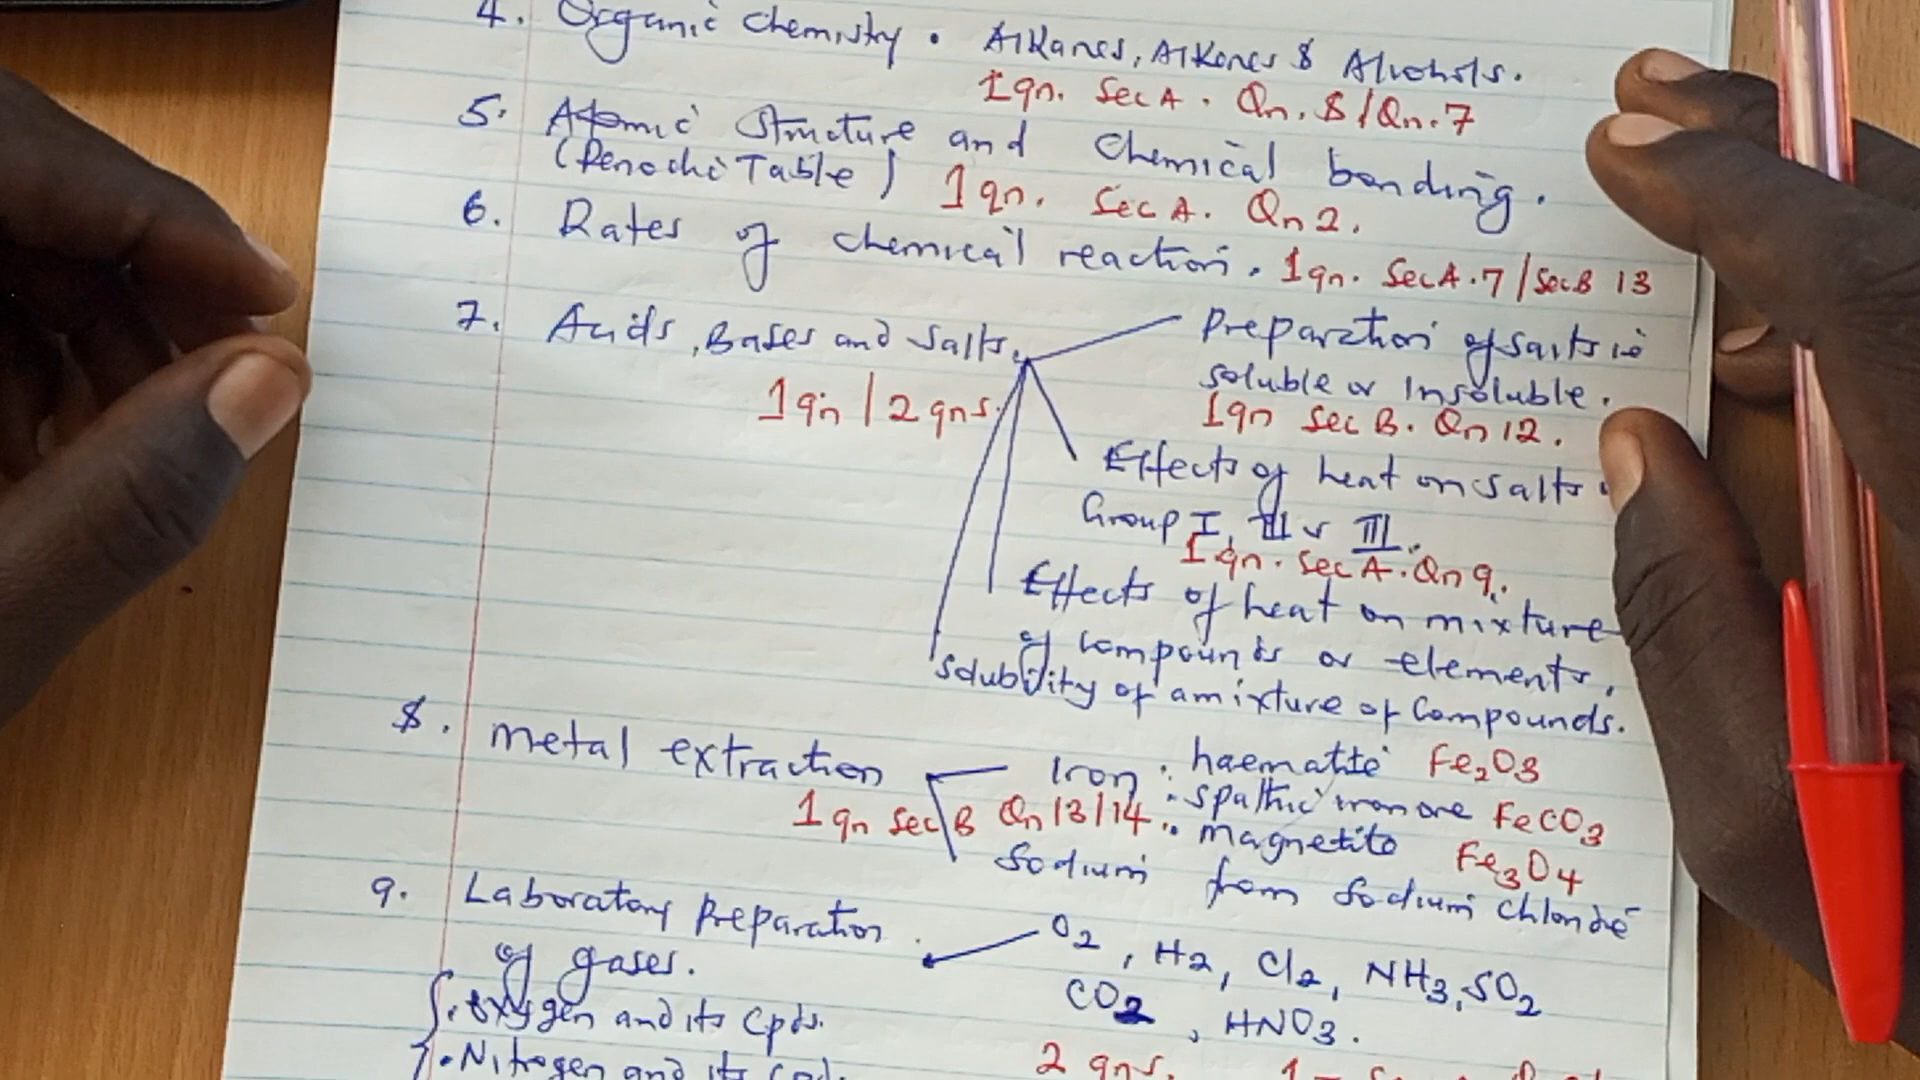 4. Organic Chemistry. Alkanes, Alkenes & Alcohols.
1qn. Sec A. Qn. 8/Qn.7
5. Atomic Structure and Chemical bonding.
(Periodic Table) 1qn. Sec A. Qn 2.
6. Rates of chemical reaction. 1qn. Sec A.7/Sec B 13
7. Acids, Bases and Salts.
1qn/2qns.
Preparation of salts ie
soluble or Insoluble.
1qn Sec B. Qn 12.
Effects of heat on salts
Group I, II & III.
1qn. Sec A. Qn 9.
Effects of heat on mixture
of compounds or elements.
Solubility of a mixture of Compounds.
8. Metal extraction
1qn Sec B Qn 13/14
Iron: haematite Fe2O3
: spathic iron ore FeCO3
: magnetite Fe3O4
Sodium from Sodium Chloride
9. Laboratory Preparation
of gases.
O2, H2, Cl2, NH3, SO2
CO2, HNO3.
. Oxygen and its Cpds.
. Nitrogen and its Cpd.
2 qns.